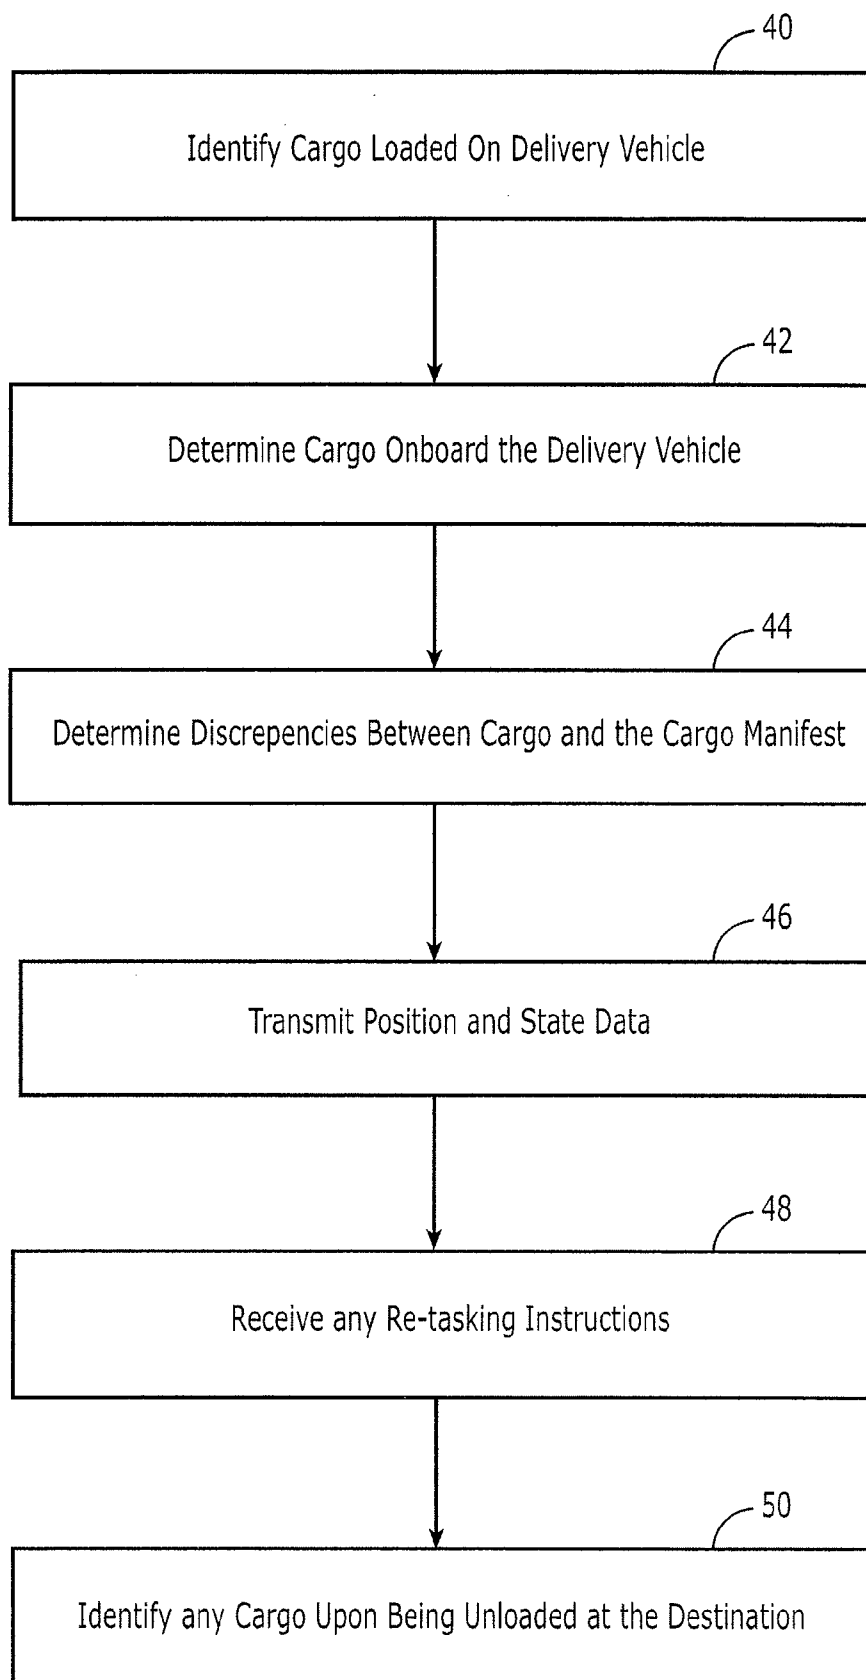 40
Identify Cargo Loaded On Delivery Vehicle
42
Determine Cargo Onboard the Delivery Vehicle
44
Determine Discrepencies Between Cargo and the Cargo Manifest
46
Transmit Position and State Data
48
Receive any Re-tasking Instructions
50
Identify any Cargo Upon Being Unloaded at the Destination